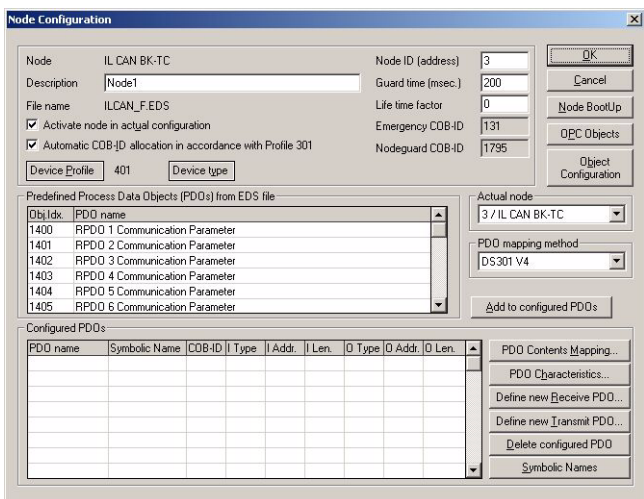 Node Configuration
Node IL CAN BK-TC Node ID (address) 3 OK
Description Node1 Guard time (msec.) 200 Cancel
File name ILCAN_F.EDS Life time factor 0 Node BootUp
Activate node in actual configuration Emergency COB-ID 131 OPC Objects
Automatic COB-ID allocation in accordance with Profile 301 Nodeguard COB-ID 1795
Device Profile 401 Device type Object Configuration
Predefined Process Data Objects (PDOs) from EDS file Actual node
Obj.Idx. PDO name 3 / IL CAN BK-TC
1400 RPDO 1 Communication Parameter
1401 RPDO 2 Communication Parameter
1402 RPDO 3 Communication Parameter PDO mapping method
1403 RPDO 4 Communication Parameter DS301 V4
1404 RPDO 5 Communication Parameter
1405 RPDO 6 Communication Parameter Add to configured PDOs
Configured PDOs
PDO name Symbolic Name COB-ID I Type I Addr. I Len. O Type O Addr. O Len. PDO Contents Mapping...
PDO Characteristics...
Define new Receive PDO...
Define new Transmit PDO...
Delete configured PDO
Symbolic Names